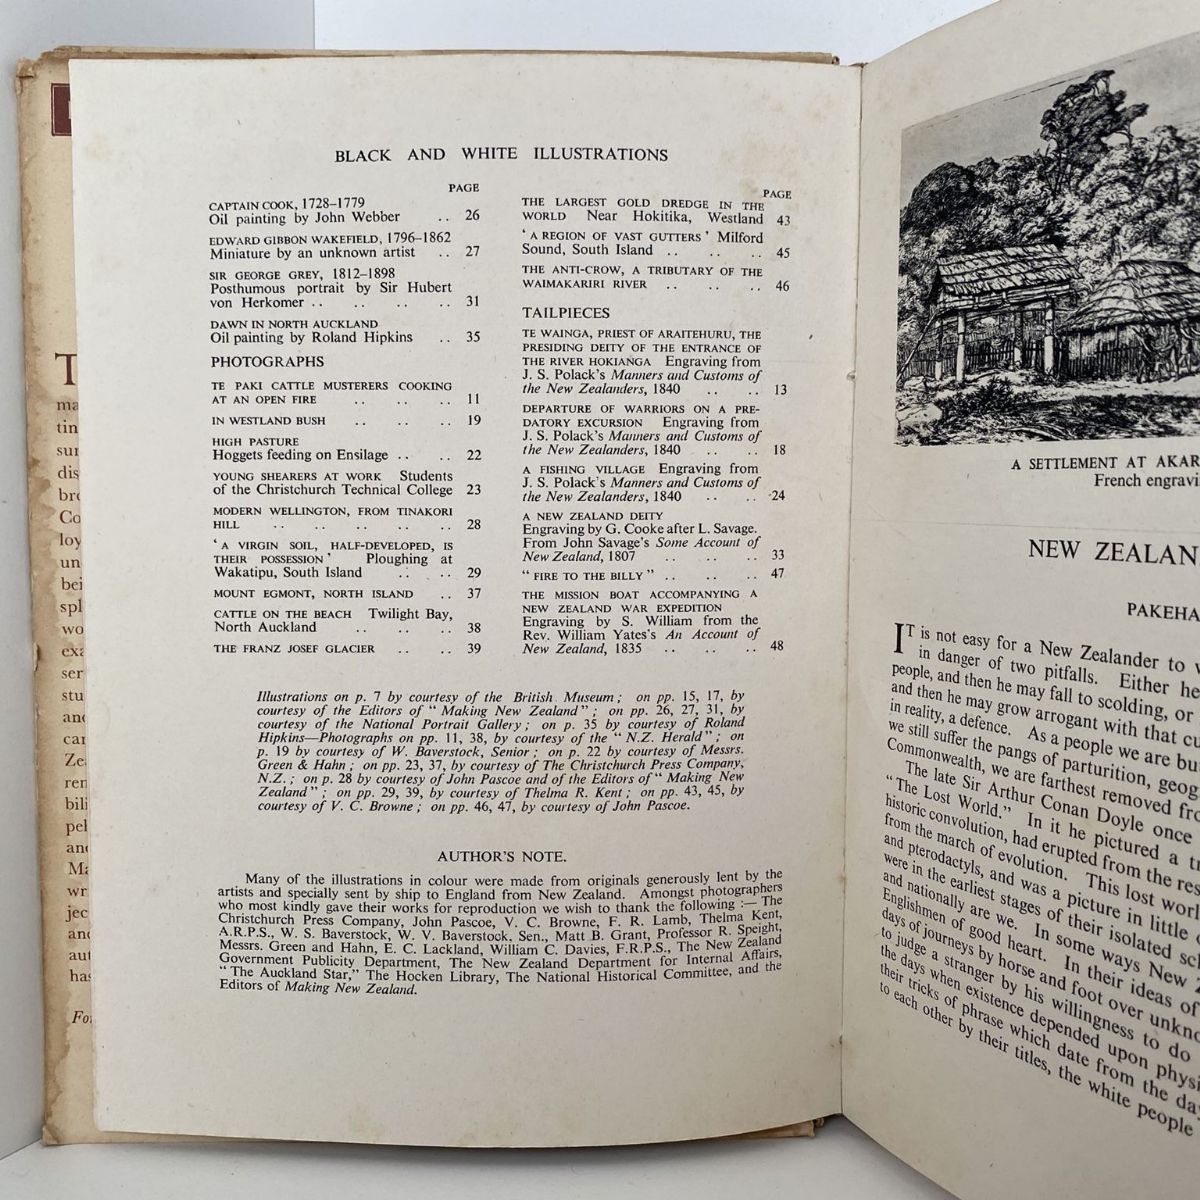 BLACK AND WHITE ILLUSTRATIONS
PAGE
CAPTAIN COOK, 1728–1779
Oil painting by John Webber .. 26
EDWARD GIBBON WAKEFIELD, 1796–1862
Miniature by an unknown artist .. 27
SIR GEORGE GREY, 1812–1898
Posthumous portrait by Sir Hubert
von Herkomer .. .. .. .. 31
DAWN IN NORTH AUCKLAND
Oil painting by Roland Hipkins .. 35
PHOTOGRAPHS
TE PAKI CATTLE MUSTERERS COOKING
AT AN OPEN FIRE .. .. .. 11
IN WESTLAND BUSH .. .. .. 19
HIGH PASTURE
Hoggets feeding on Ensilage .. .. 22
YOUNG SHEARERS AT WORK Students
of the Christchurch Technical College 23
MODERN WELLINGTON, FROM TINAKORI
HILL .. .. .. .. .. 28
‘A VIRGIN SOIL, HALF-DEVELOPED, IS
THEIR POSSESSION’ Ploughing at
Wakatipu, South Island .. .. 29
MOUNT EGMONT, NORTH ISLAND .. 37
CATTLE ON THE BEACH Twilight Bay,
North Auckland .. .. .. 38
THE FRANZ JOSEF GLACIER .. .. 39
PAGE
THE LARGEST GOLD DREDGE IN THE
WORLD Near Hokitika, Westland 43
‘A REGION OF VAST GUTTERS’ Milford
Sound, South Island .. .. .. 45
THE ANTI-CROW, A TRIBUTARY OF THE
WAIMAKARIRI RIVER .. .. .. 46
TAILPIECES
TE WAINGA, PRIEST OF ARAITEHURU, THE
PRESIDING DEITY OF THE ENTRANCE OF
THE RIVER HOKIANGA Engraving from
J. S. Polack's Manners and Customs of
the New Zealanders, 1840 .. .. 13
DEPARTURE OF WARRIORS ON A PRE-
DATORY EXCURSION Engraving from
J. S. Polack's Manners and Customs of
the New Zealanders, 1840 .. .. 18
A FISHING VILLAGE Engraving from
J. S. Polack's Manners and Customs of
the New Zealanders, 1840 .. .. 24
A NEW ZEALAND DEITY
Engraving by G. Cooke after L. Savage.
From John Savage's Some Account of
New Zealand, 1807 .. .. .. 33
“FIRE TO THE BILLY” .. .. .. 47
THE MISSION BOAT ACCOMPANYING A
NEW ZEALAND WAR EXPEDITION
Engraving by S. William from the
Rev. William Yates's An Account of
New Zealand, 1835 .. .. .. 48
Illustrations on p. 7 by courtesy of the British Museum; on pp. 15, 17, by
courtesy of the Editors of “Making New Zealand”; on pp. 26, 27, 31, by
courtesy of the National Portrait Gallery; on p. 35 by courtesy of Roland
Hipkins—Photographs on pp. 11, 38, by courtesy of the “N.Z. Herald”; on
p. 19 by courtesy of W. Baverstock, Senior; on p. 22 by courtesy of Messrs.
Green & Hahn; on pp. 23, 37, by courtesy of The Christchurch Press Company,
N.Z.; on p. 28 by courtesy of John Pascoe and of the Editors of “Making New
Zealand”; on pp. 29, 39, by courtesy of Thelma R. Kent; on pp. 43, 45, by
courtesy of V. C. Browne; on pp. 46, 47, by courtesy of John Pascoe.
AUTHOR'S NOTE.
Many of the illustrations in colour were made from originals generously lent by the
artists and specially sent by ship to England from New Zealand. Amongst photographers
who most kindly gave their works for reproduction we wish to thank the following:— The
Christchurch Press Company, John Pascoe, V. C. Browne, F. R. Lamb, Thelma Kent,
A.R.P.S., W. S. Baverstock, W. V. Baverstock, Sen., Matt B. Grant, Professor R. Speight,
Messrs. Green and Hahn, E. C. Lackland, William C. Davies, F.R.P.S., The New Zealand
Government Publicity Department, The New Zealand Department for Internal Affairs,
“The Auckland Star,” The Hocken Library, The National Historical Committee, and the
Editors of Making New Zealand.
A SETTLEMENT AT AKAR
French engravi
NEW ZEALAN
PAKEHA
IT is not easy for a New Zealander to
in danger of two pitfalls. Either he
people, and then he may fall to scolding, or
and then he may grow arrogant with that cu
in reality, a defence. As a people we are but
we still suffer the pangs of parturition, geog
Commonwealth, we are farthest removed fro
The late Sir Arthur Conan Doyle once
“The Lost World.” In it he pictured a
historic convolution, had erupted from the res
from the march of evolution. This lost worl
and pterodactyls, and was a picture in little
were in the earliest stages of their isolated
and nationally are we. In some ways New
Englishmen of good heart. In their ideas of
days of journeys by horse and foot over unkno
to judge a stranger by his willingness to do
the days when existence depended upon physi
their tricks of phrase which date from the da
to each other by their titles, the white people